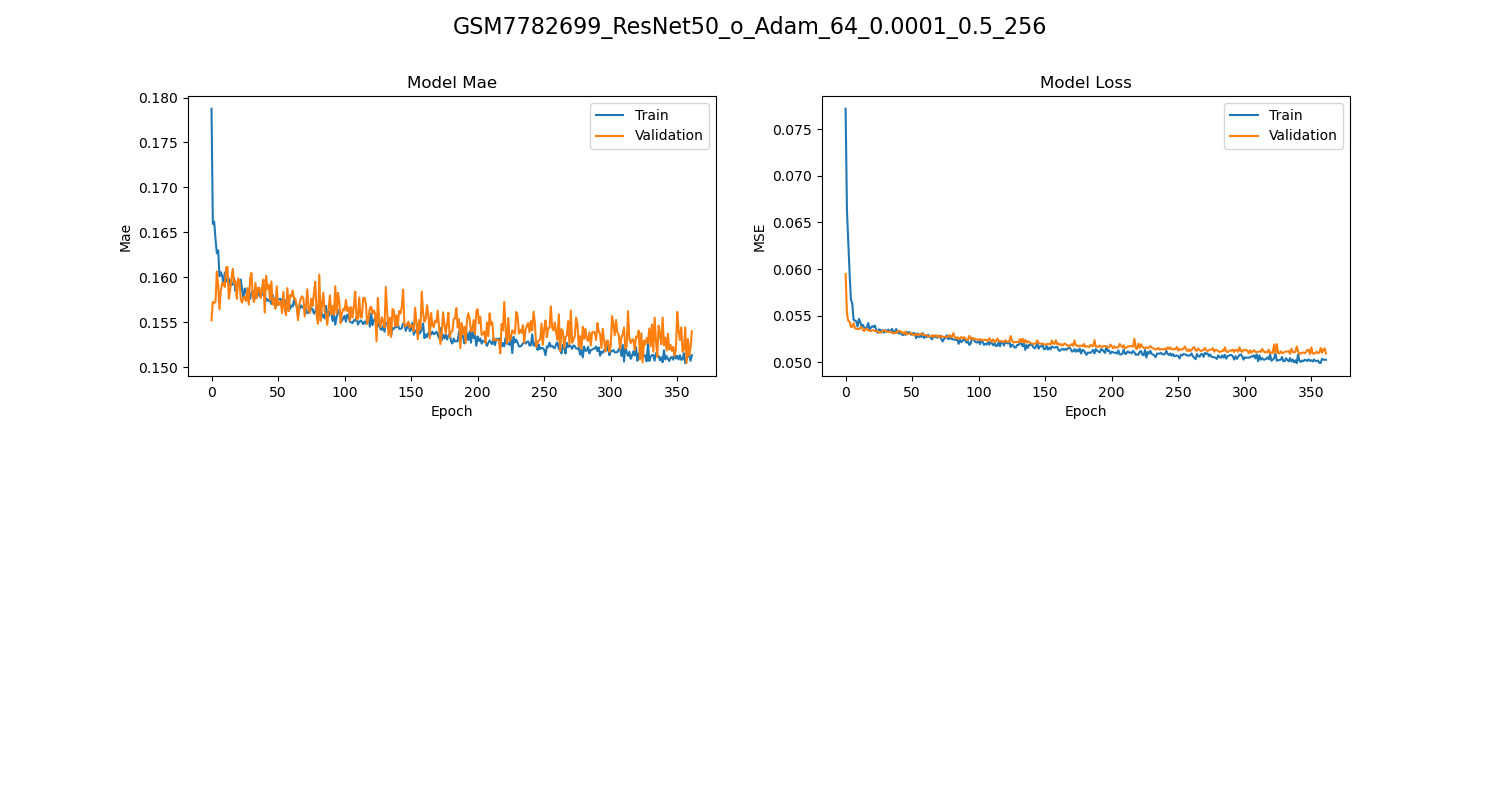 GSM7782699_ResNet50_o_Adam_64_0.0001_0.5_256
Model Mae
0.180
0.175
0.170
0.165
0.160
0.155
0.150
Mae
0 50 100 150 200 250 300 350
Epoch
Train
Validation
Model Loss
0.075
0.070
0.065
0.060
0.055
0.050
MSE
0 50 100 150 200 250 300 350
Epoch
Train
Validation